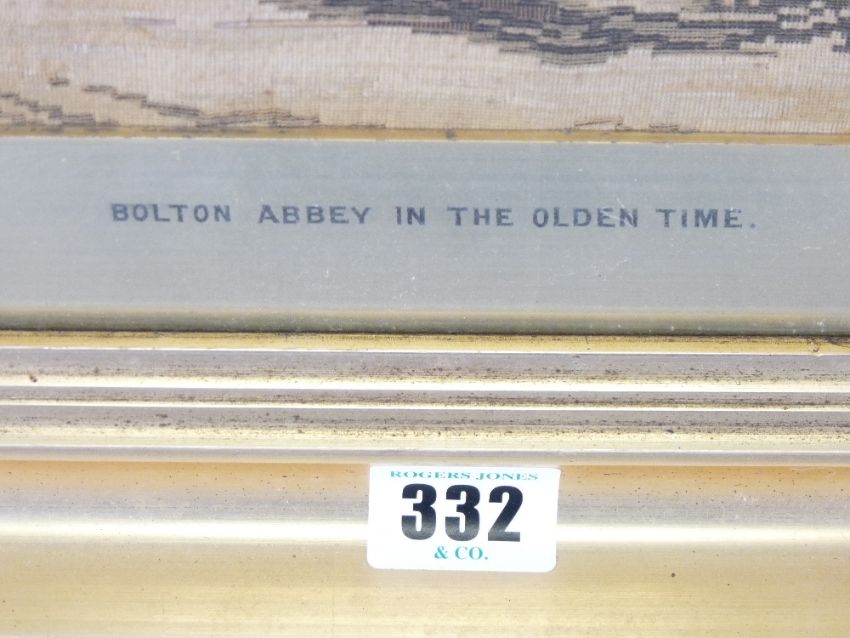 BOLTON ABBEY IN THE OLDEN TIME.
ROGERS JONES
332
& CO.